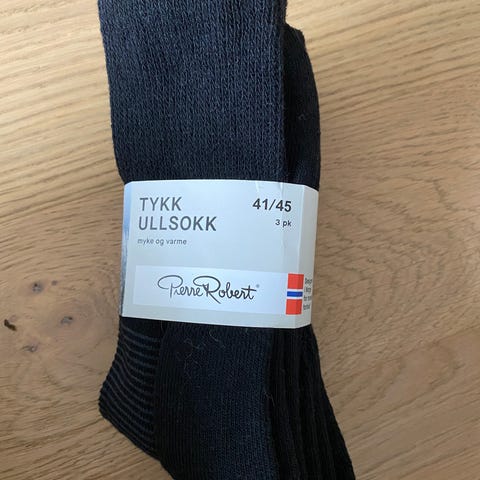 TYKK
ULLSOKK
myke og varme
41/45
3 pk
Pierre Robert®